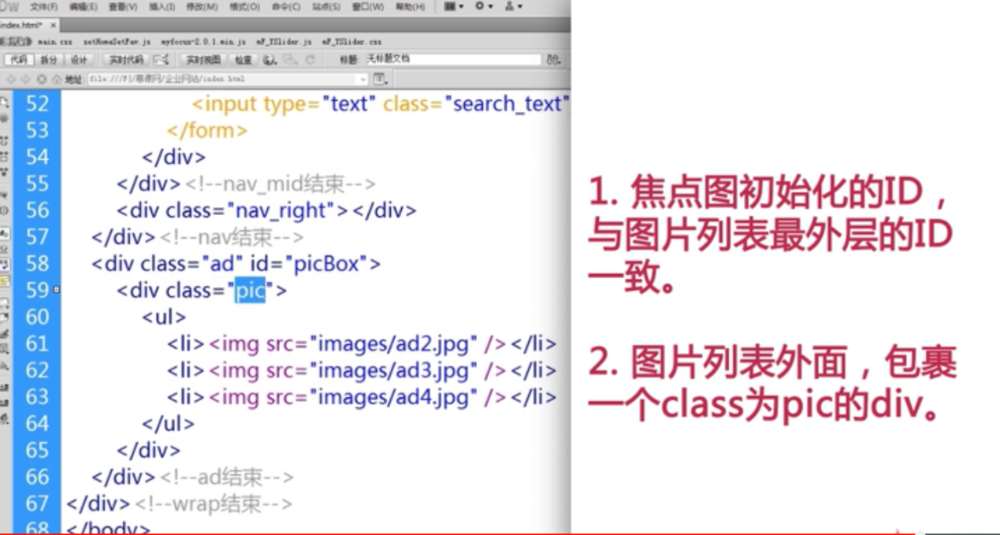 DW 文件(F) 编辑(E) 查看(V) 插入(I) 修改(M) 格式(O) 命令(C) 站点(S) 窗口(W) 帮助(H)
index.html* ×
main.css setHomeSetFav.js myfocus-2.0.1.min.js mF_YSlider.js mF_YSlider.css
代码 拆分 设计 实时代码 实时视图 检查 标题: 无标题文档
地址: file:///F|/慕课网/企业网站/index.html
52 <input type="text" class="search_text"
53 </form>
54 </div>
55 </div><!--nav_mid结束-->
56 <div class="nav_right"></div>
57 </div><!--nav结束-->
58 <div class="ad" id="picBox">
59 <div class="pic">
60 <ul>
61 <li><img src="images/ad2.jpg" /></li>
62 <li><img src="images/ad3.jpg" /></li>
63 <li><img src="images/ad4.jpg" /></li>
64 </ul>
65 </div>
66 </div><!--ad结束-->
67 </div><!--wrap结束-->
68 </body>
1. 焦点图初始化的ID，
与图片列表最外层的ID
一致。
2. 图片列表外面，包裹
一个class为pic的div。